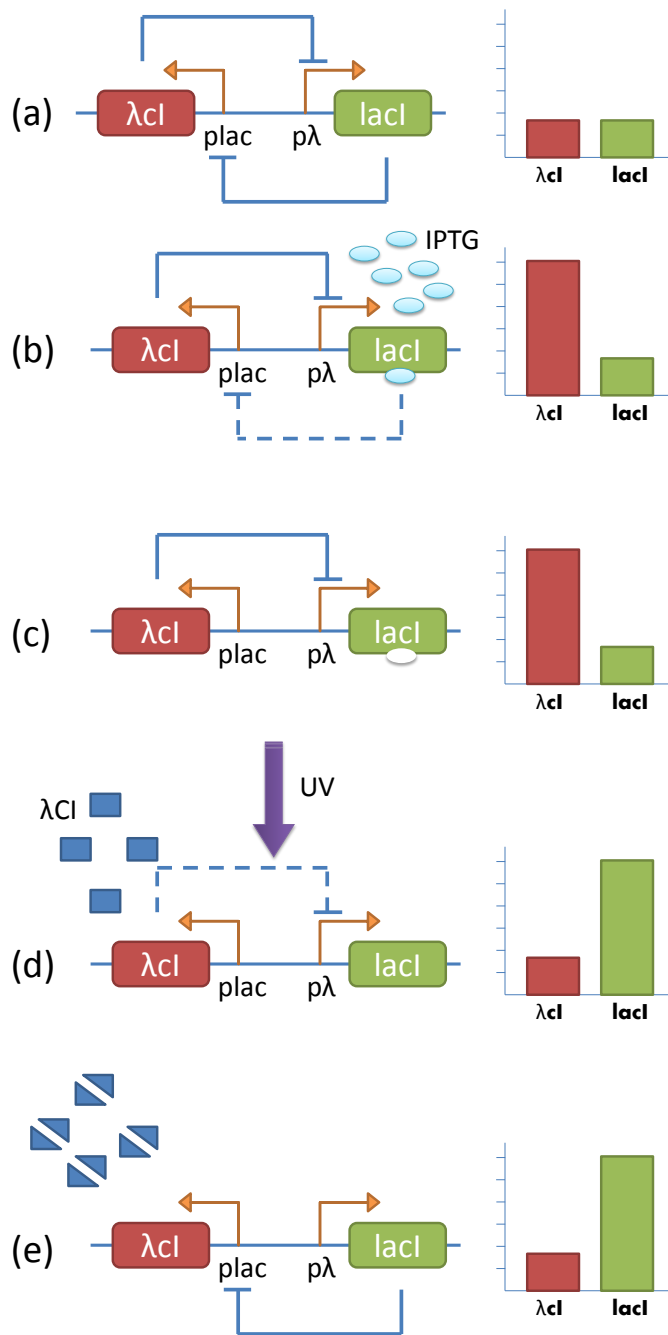 (a)
λcI
lacI
plac
pλ
λcI
lacI
IPTG
(b)
λcI
lacI
plac
pλ
λcI
lacI
(c)
λcI
lacI
plac
pλ
λcI
lacI
UV
λCI
(d)
λcI
lacI
plac
pλ
λcI
lacI
(e)
λcI
lacI
plac
pλ
λcI
lacI